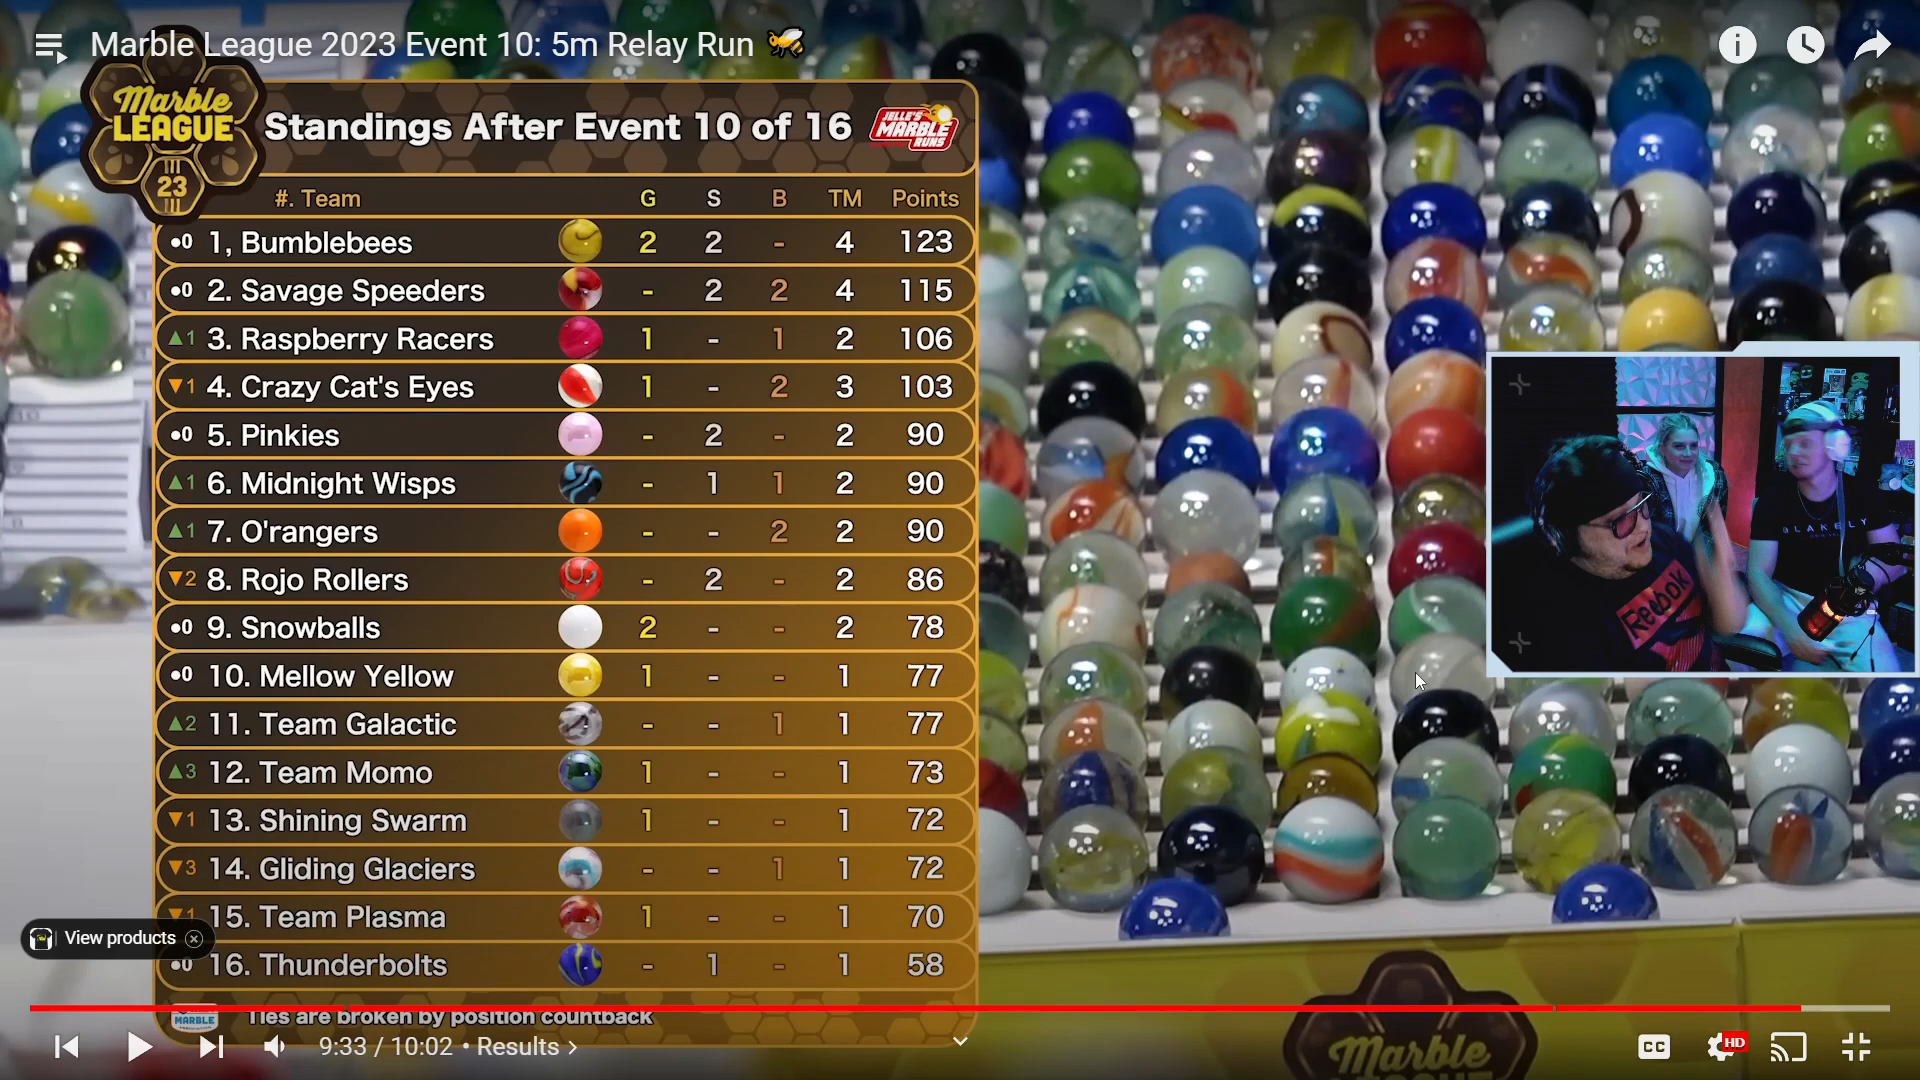 Marble League 2023 Event 10: 5m Relay Run
Marble
LEAGUE
23
Standings After Event 10 of 16
JELLE'S
MARBLE
RUNS
#. Team G S B TM Points
●0 1, Bumblebees 2 2 - 4 123
●0 2. Savage Speeders - 2 2 4 115
▲1 3. Raspberry Racers 1 - 1 2 106
▼1 4. Crazy Cat's Eyes 1 - 2 3 103
●0 5. Pinkies - 2 - 2 90
▲1 6. Midnight Wisps - 1 1 2 90
▲1 7. O'rangers - - 2 2 90
▼2 8. Rojo Rollers - 2 - 2 86
●0 9. Snowballs 2 - - 2 78
●0 10. Mellow Yellow 1 - - 1 77
▲2 11. Team Galactic - - 1 1 77
▲3 12. Team Momo 1 - - 1 73
▼1 13. Shining Swarm 1 - - 1 72
▼3 14. Gliding Glaciers - - 1 1 72
▼1 15. Team Plasma 1 - - 1 70
●0 16. Thunderbolts - 1 - 1 58
View products
MARBLE
Ties are broken by position countback
9:33 / 10:02 • Results >
CC
HD
BLAKELY
Reebok
Marble